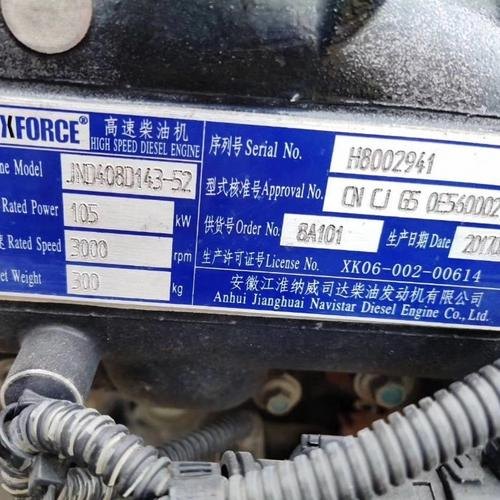 XFORCE® 高速柴油机
HIGH SPEED DIESEL ENGINE
Model JND408D143-52
Rated Power 105 kW
Rated Speed 3000 rpm
Weight 300 kg
序列号 Serial No. H8002941
型式核准号 Approval No. CN CJ G5 0E560002
供货号 Order No. 8A101 生产日期 Date
生产许可证号 License No. XK06-002-00614
安徽江淮纳威司达柴油发动机有限公司
Anhui Jianghuai Navistar Diesel Engine Co., Ltd.